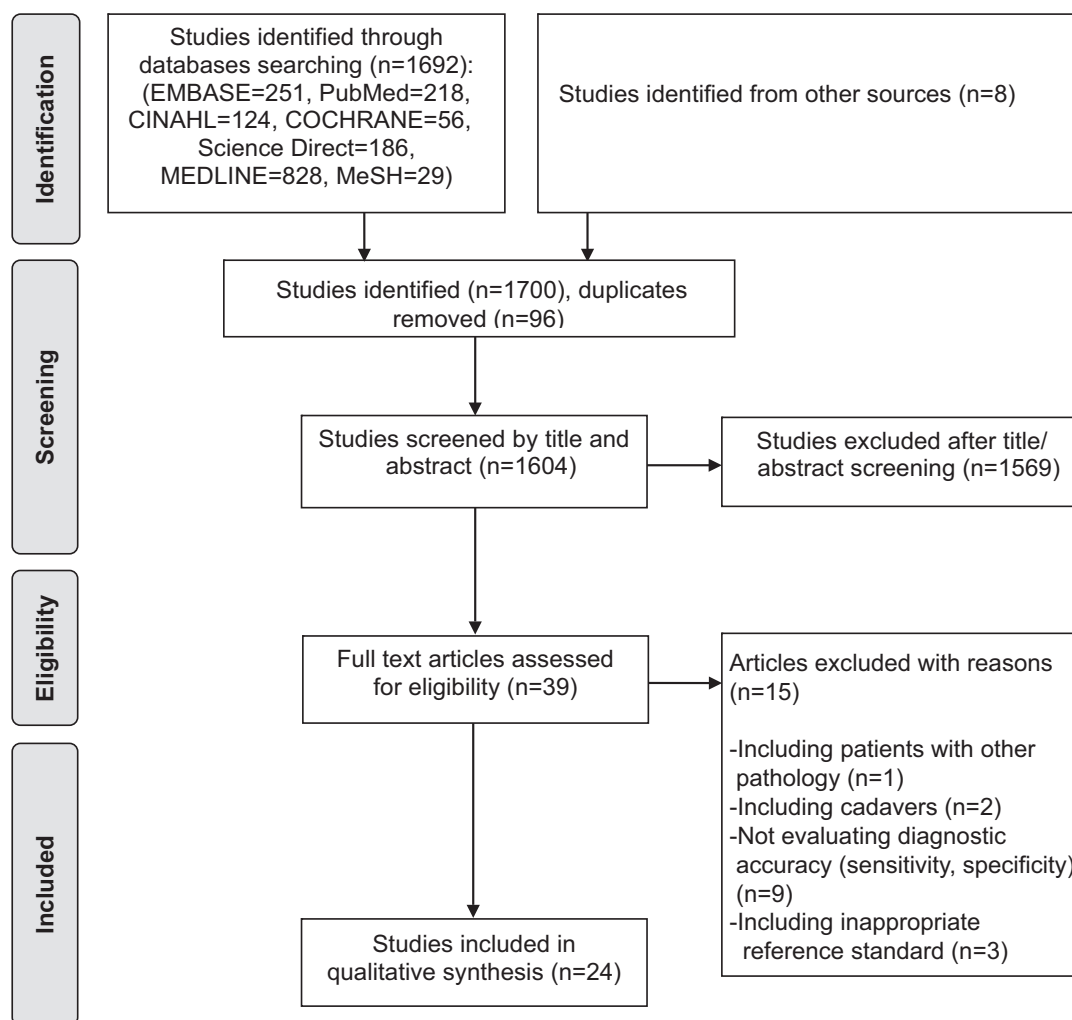 Identification
Studies identified through
databases searching (n=1692):
(EMBASE=251, PubMed=218,
CINAHL=124, COCHRANE=56,
Science Direct=186,
MEDLINE=828, MeSH=29)
Studies identified from other sources (n=8)
Screening
Studies identified (n=1700), duplicates
removed (n=96)
Studies screened by title and
abstract (n=1604)
Studies excluded after title/
abstract screening (n=1569)
Eligibility
Full text articles assessed
for eligibility (n=39)
Articles excluded with reasons
(n=15)
-Including patients with other
pathology (n=1)
-Including cadavers (n=2)
-Not evaluating diagnostic
accuracy (sensitivity, specificity)
(n=9)
-Including inappropriate
reference standard (n=3)
Included
Studies included in
qualitative synthesis (n=24)